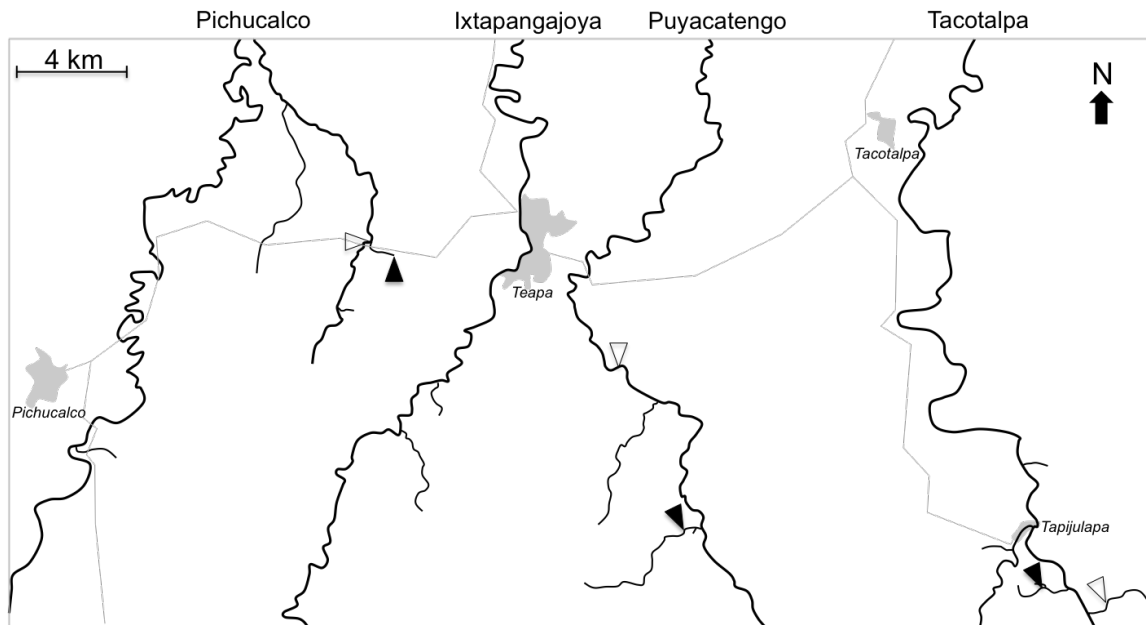 Pichucalco Ixtapangajoya Puyacatengo Tacotalpa
4 km
N
Tacotalpa
Teapa
Pichucalco
Tapijulapa